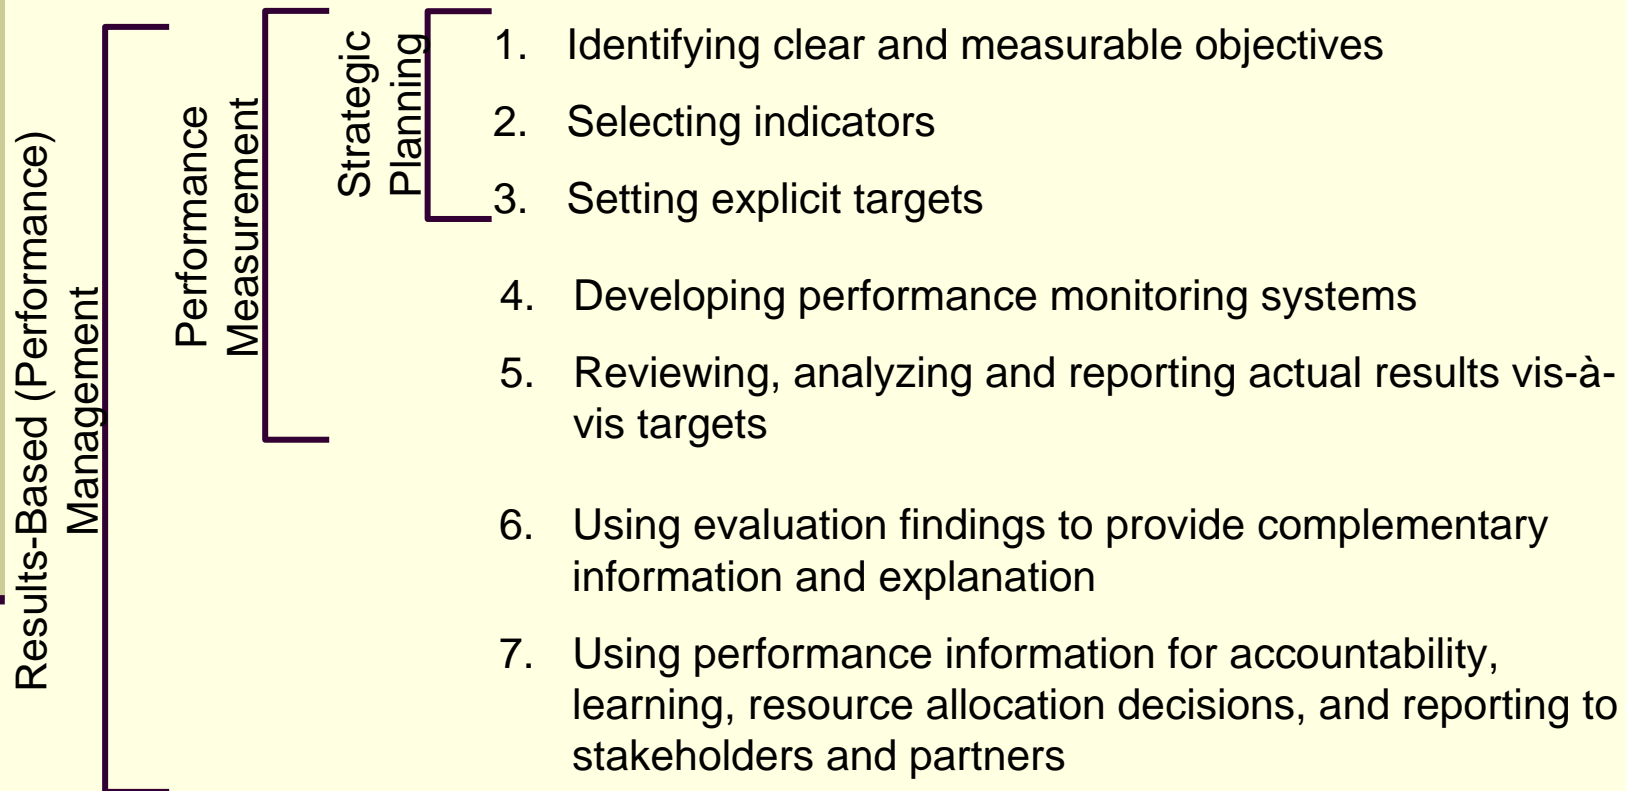 Results-Based (Performance)
Management
Performance
Measurement
Strategic
Planning
1. Identifying clear and measurable objectives
2. Selecting indicators
3. Setting explicit targets
4. Developing performance monitoring systems
5. Reviewing, analyzing and reporting actual results vis-à-
vis targets
6. Using evaluation findings to provide complementary
information and explanation
7. Using performance information for accountability,
learning, resource allocation decisions, and reporting to
stakeholders and partners